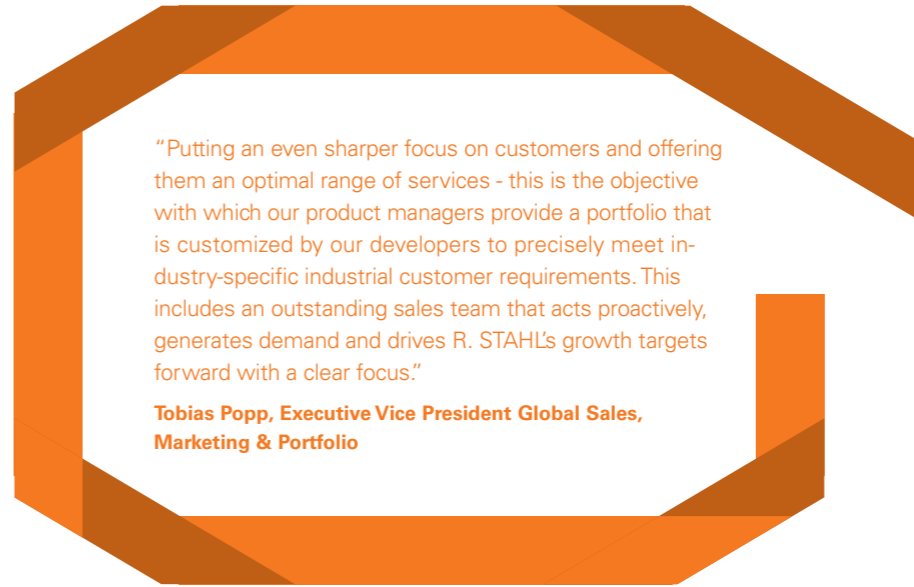 “Putting an even sharper focus on customers and offering
them an optimal range of services - this is the objective
with which our product managers provide a portfolio that
is customized by our developers to precisely meet in-
dustry-specific industrial customer requirements. This
includes an outstanding sales team that acts proactively,
generates demand and drives R. STAHL’s growth targets
forward with a clear focus.”
Tobias Popp, Executive Vice President Global Sales,
Marketing & Portfolio